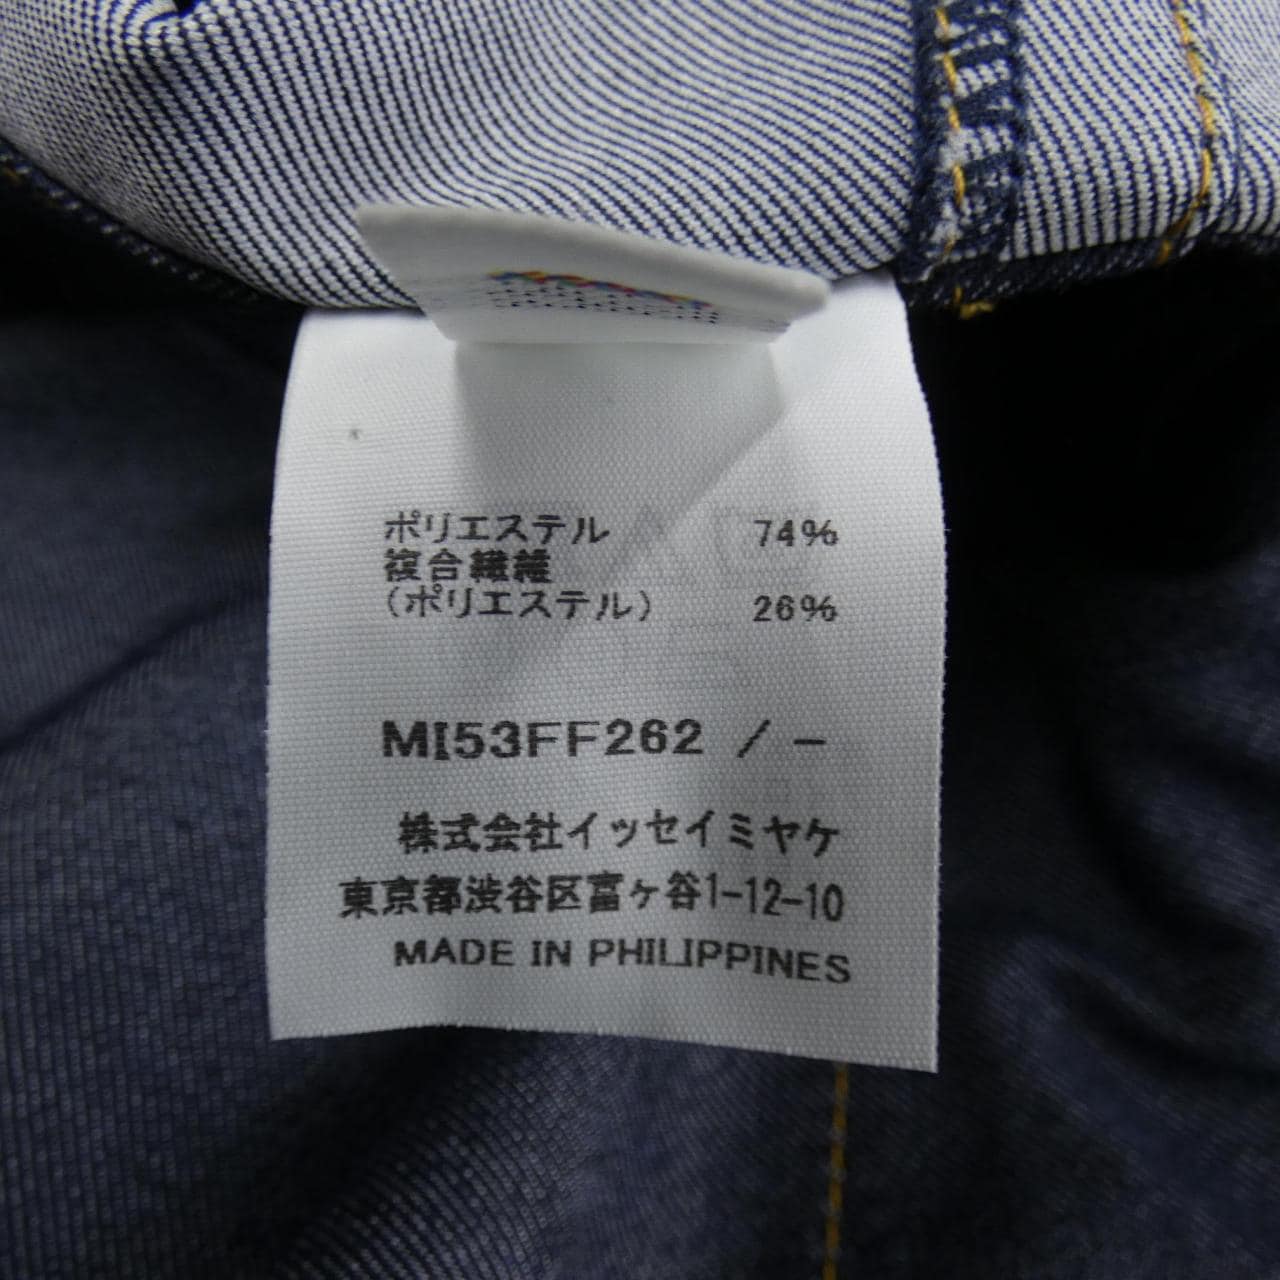 ポリエステル 74%
複合繊維
(ポリエステル) 26%
MI53FF262 / -
株式会社イッセイミヤケ
東京都渋谷区富ヶ谷1-12-10
MADE IN PHILIPPINES